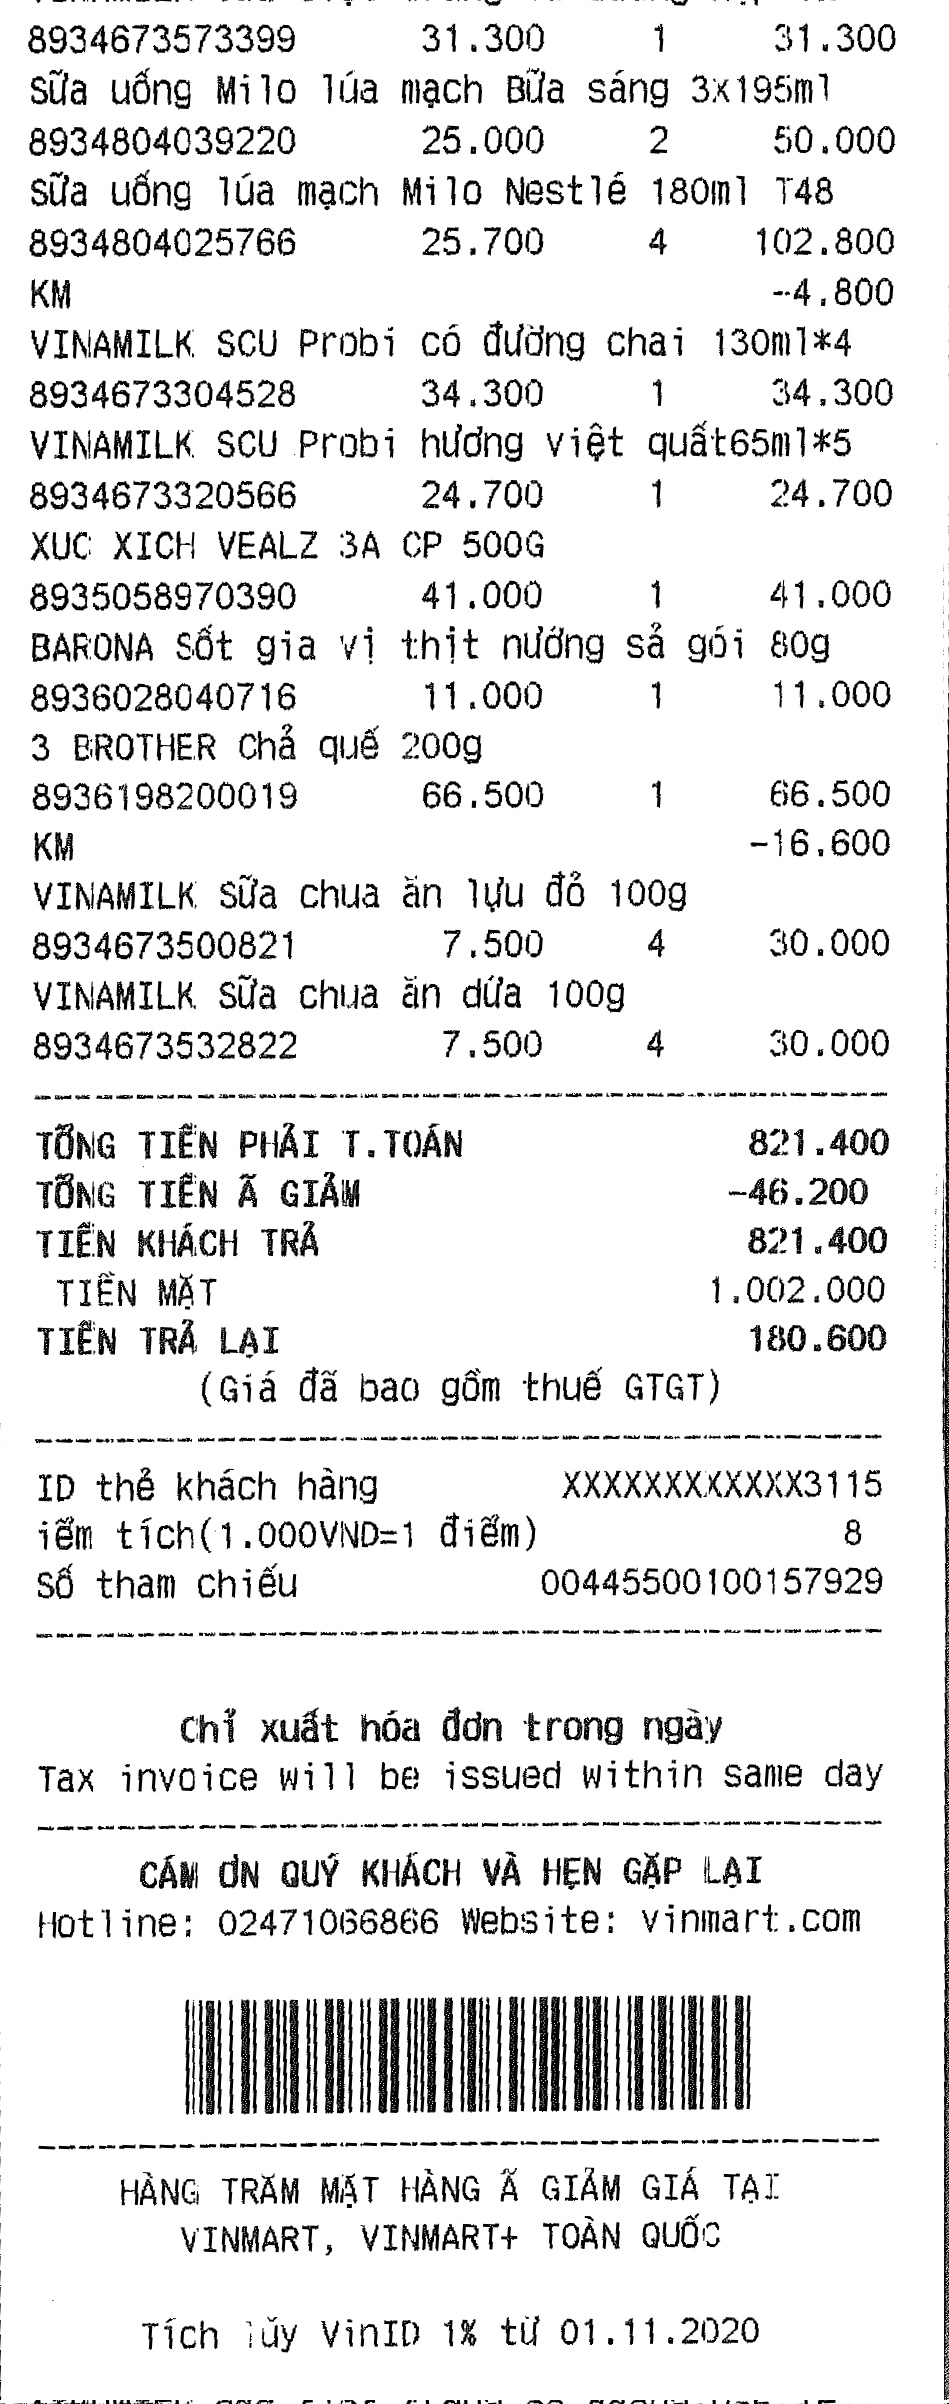 8934673573399 31.300 1 31.300
Sữa uống Milo lúa mạch Bữa sáng 3x195ml
8934804039220 25.000 2 50.000
Sữa uống lúa mạch Milo Nestlé 180ml T48
8934804025766 25.700 4 102.800
KM -4.800
VINAMILK SCU Probi có đường chai 130ml*4
8934673304528 34.300 1 34.300
VINAMILK SCU Probi hương việt quất65ml*5
8934673320566 24.700 1 24.700
XUC XICH VEALZ 3A CP 500G
8935058970390 41.000 1 41.000
BARONA Sốt gia vị thịt nướng sả gói 80g
8936028040716 11.000 1 11.000
3 BROTHER Chả quế 200g
8936198200019 66.500 1 66.500
KM -16.600
VINAMILK Sữa chua ăn lựu đỏ 100g
8934673500821 7.500 4 30.000
VINAMILK Sữa chua ăn dứa 100g
8934673532822 7.500 4 30.000
TỔNG TIỀN PHẢI T.TOÁN 821.400
TỔNG TIỀN Ã GIẢM -46.200
TIỀN KHÁCH TRẢ 821.400
TIỀN MẶT 1.002.000
TIỀN TRẢ LẠI 180.600
(Giá đã bao gồm thuế GTGT)
ID thẻ khách hàng XXXXXXXXXXXX3115
iểm tích(1.000VND=1 điểm) 8
Số tham chiếu 00445500100157929
Chỉ xuất hóa đơn trong ngày
Tax invoice will be issued within same day
CÁM ƠN QUÝ KHÁCH VÀ HẸN GẶP LẠI
Hotline: 02471066866 Website: vinmart.com
HÀNG TRĂM MẶT HÀNG Ã GIẢM GIÁ TẠI
VINMART, VINMART+ TOÀN QUỐC
Tích lũy VinID 1% từ 01.11.2020